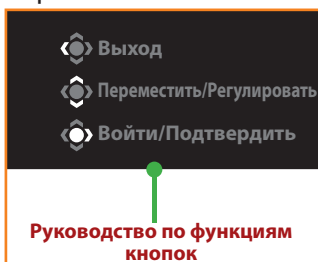 Выход
Переместить/Регулировать
Войти/Подтвердить
Руководство по функциям
кнопок